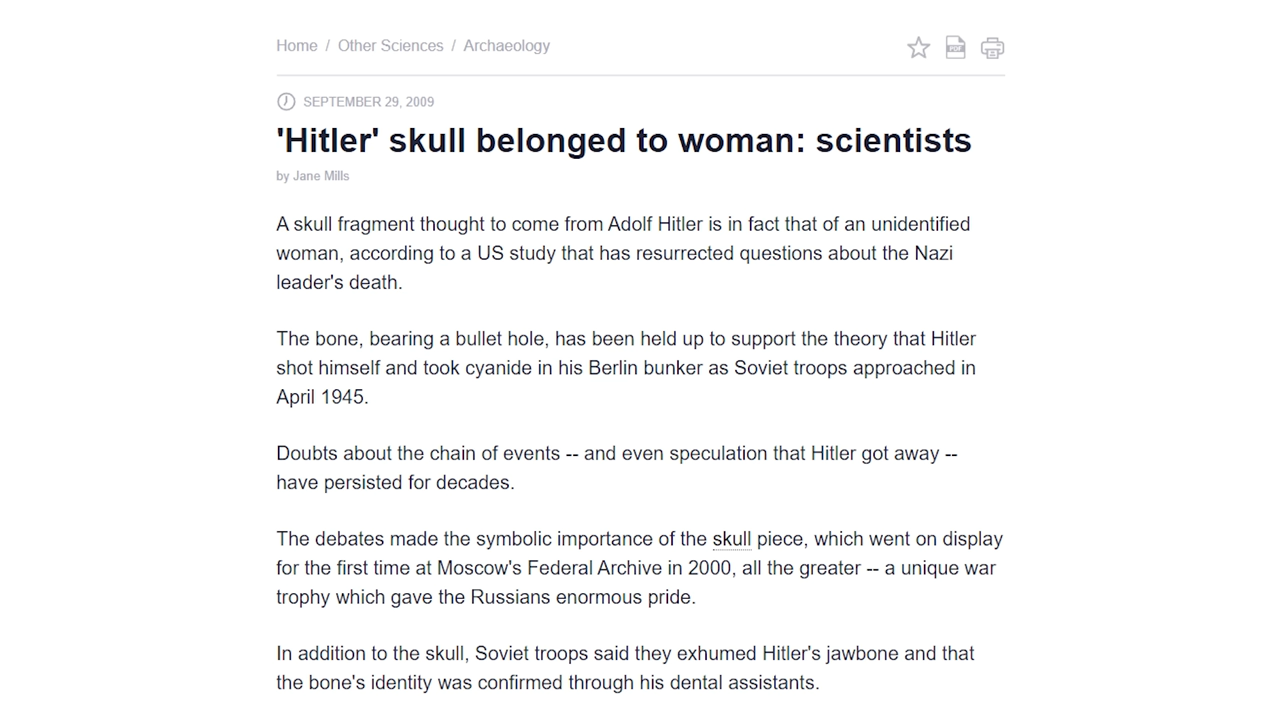 Home / Other Sciences / Archaeology
PDF
SEPTEMBER 29, 2009
'Hitler' skull belonged to woman: scientists
by Jane Mills
A skull fragment thought to come from Adolf Hitler is in fact that of an unidentified
woman, according to a US study that has resurrected questions about the Nazi
leader's death.
The bone, bearing a bullet hole, has been held up to support the theory that Hitler
shot himself and took cyanide in his Berlin bunker as Soviet troops approached in
April 1945.
Doubts about the chain of events -- and even speculation that Hitler got away --
have persisted for decades.
The debates made the symbolic importance of the skull piece, which went on display
for the first time at Moscow's Federal Archive in 2000, all the greater -- a unique war
trophy which gave the Russians enormous pride.
In addition to the skull, Soviet troops said they exhumed Hitler's jawbone and that
the bone's identity was confirmed through his dental assistants.